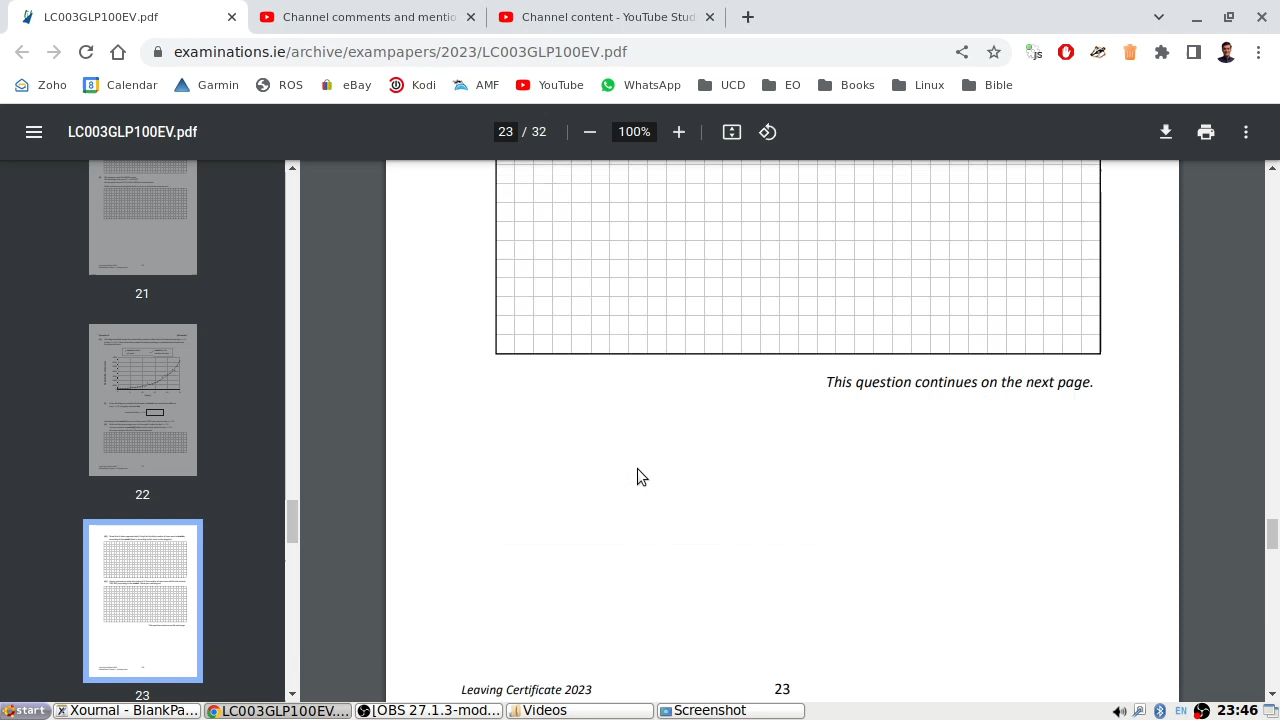 LC003GLP100EV.pdf
Channel comments and mentio
Channel content - YouTube Stud
examinations.ie/archive/exampapers/2023/LC003GLP100EV.pdf
Zoho
8 Calendar
Garmin
ROS
eBay
Kodi
AMF
YouTube
WhatsApp
UCD
EO
Books
Linux
Bible
LC003GLP100EV.pdf
23 / 32
100%
21
22
23
This question continues on the next page.
Leaving Certificate 2023
23
start
Xournal - BlankPa...
LC003GLP100EV....
[OBS 27.1.3-mod...
Videos
Screenshot
EN
23:46